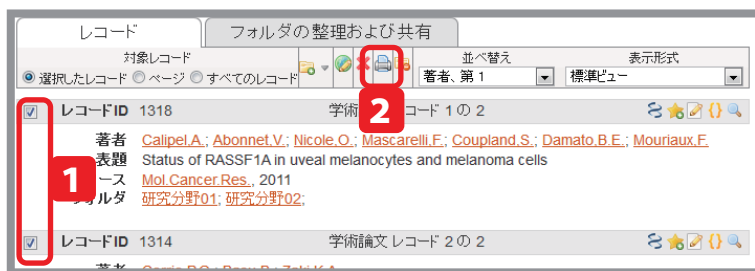 レコード フォルダの整理および共有
対象レコード 並べ替え 表示形式
選択したレコード ページ すべてのレコード 著者、第 1 標準ビュー
2
レコードID 1318 学術 コード 1 の 2
著者 Calipel,A.; Abonnet,V.; Nicole,O.; Mascarelli,F.; Coupland,S.; Damato,B.E.; Mouriaux,F.
1
表題 Status of RASSF1A in uveal melanocytes and melanoma cells
ース Mol.Cancer.Res., 2011
ルダ 研究分野01; 研究分野02;
レコードID 1314 学術論文 レコード 2 の 2